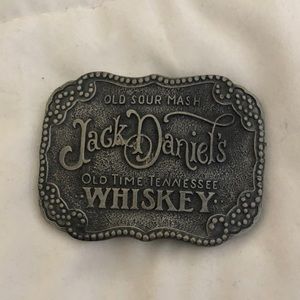 OLD SOUR MASH
Jack Daniel's
OLD TIME TENNESSEE
WHISKEY